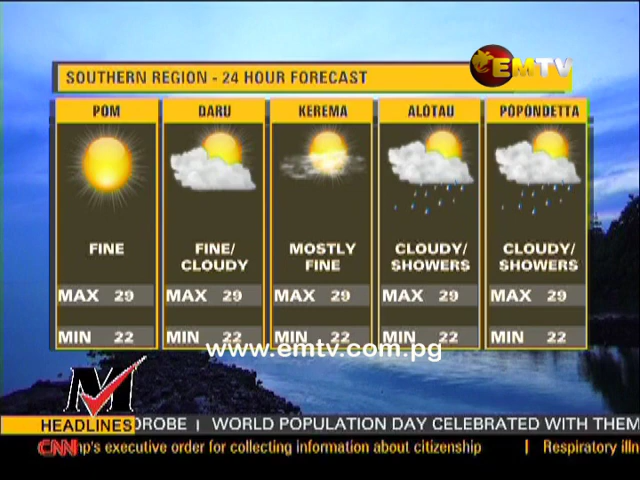 EMTV
SOUTHERN REGION - 24 HOUR FORECAST
POM DARU KEREMA ALOTAU POPONDETTA
FINE FINE/ CLOUDY MOSTLY FINE CLOUDY/ SHOWERS CLOUDY/ SHOWERS
MAX 29 MAX 29 MAX 29 MAX 29 MAX 29
MIN 22 MIN 22 MIN 22 MIN 22 MIN 22
www.emtv.com.pg
M
HEADLINES DROBE | WORLD POPULATION DAY CELEBRATED WITH THEM
CNN mp's executive order for collecting information about citizenship | Respiratory illn